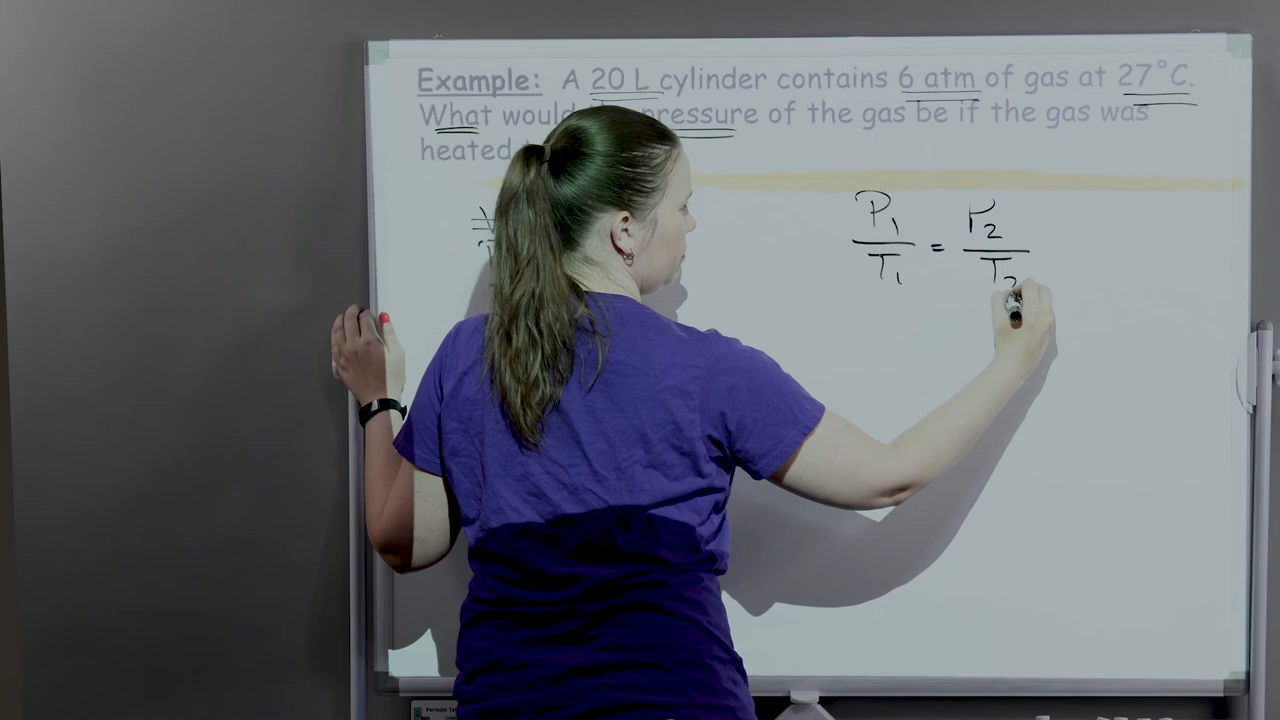 Example: A 20 L cylinder contains 6 atm of gas at 27°C.
What would pressure of the gas be if the gas was
heated
P₁ = P₂
T₁ T₂
Periodic